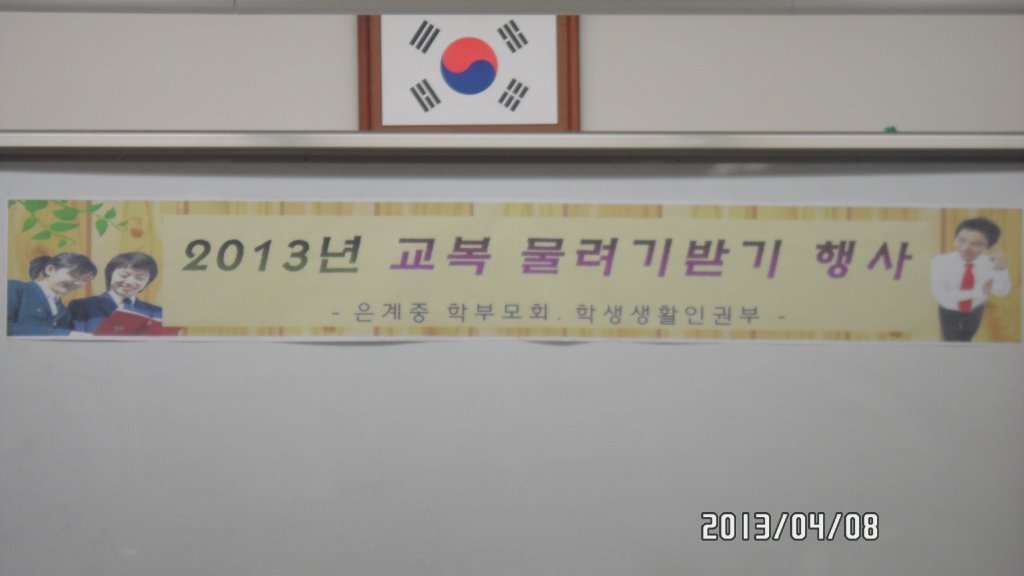 2013년 교복 물려기받기 행사
- 은계중 학부모회. 학생생활인권부 -
2013/04/08